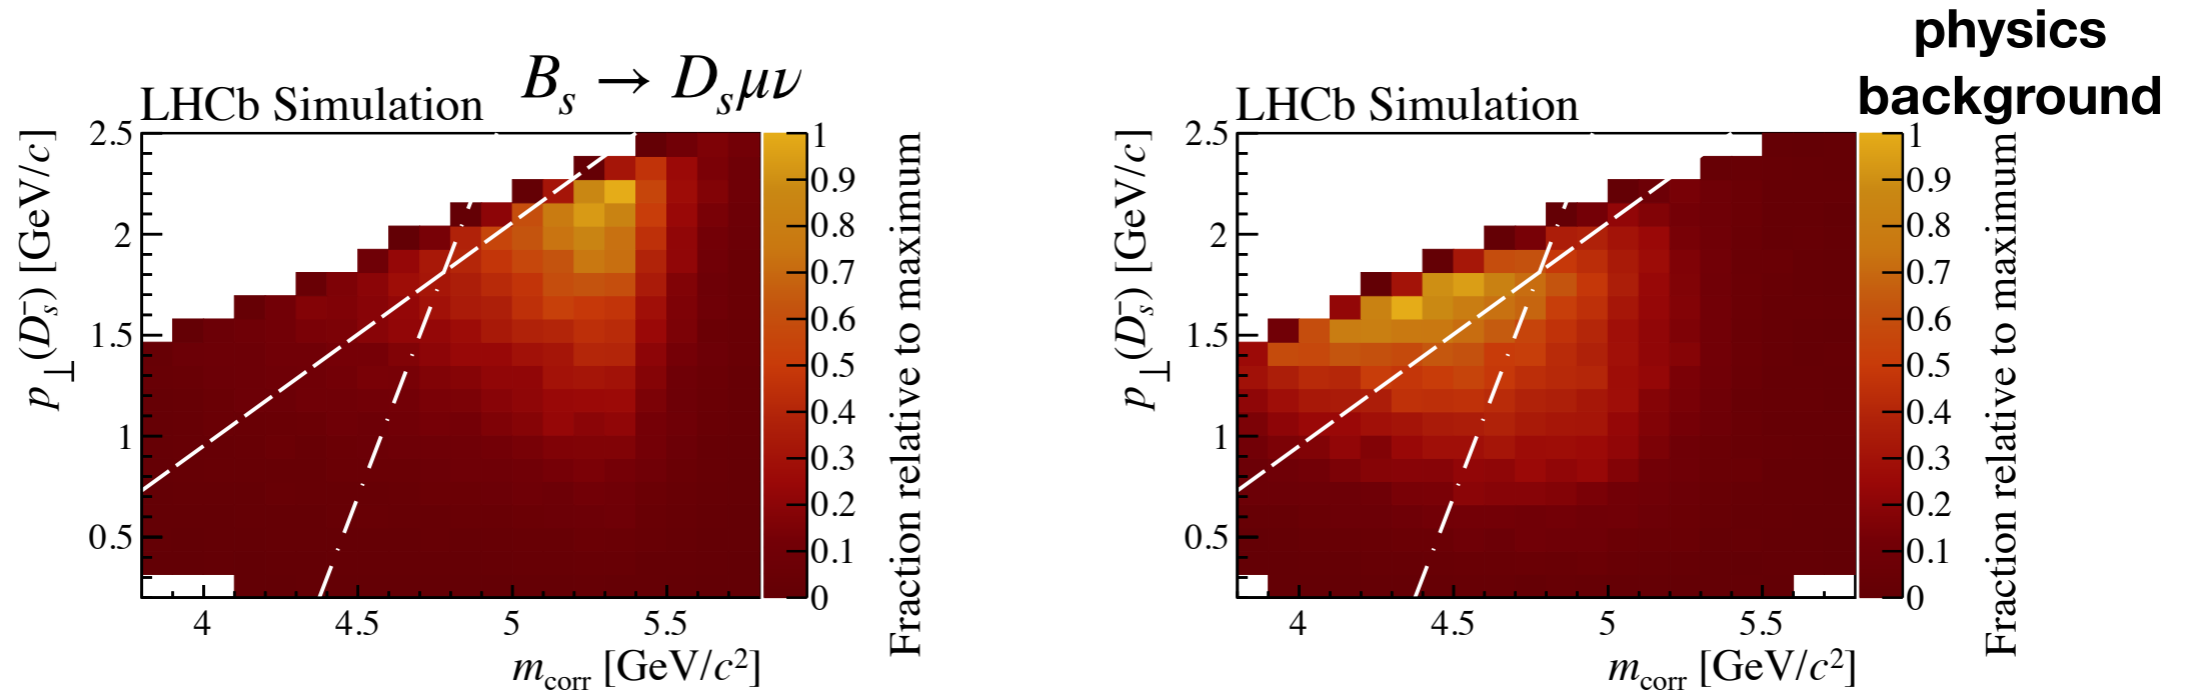 LHCb Simulation
B_s → D_s μν
p_⊥(D_s^−) [GeV/c]
2.5
2
1.5
1
0.5
4 4.5 5 5.5
m_corr [GeV/c²]
1
0.9
0.8
0.7
0.6
0.5
0.4
0.3
0.2
0.1
0
Fraction relative to maximum
physics
background
LHCb Simulation
p_⊥(D_s^−) [GeV/c]
2.5
2
1.5
1
0.5
4 4.5 5 5.5
m_corr [GeV/c²]
1
0.9
0.8
0.7
0.6
0.5
0.4
0.3
0.2
0.1
0
Fraction relative to maximum